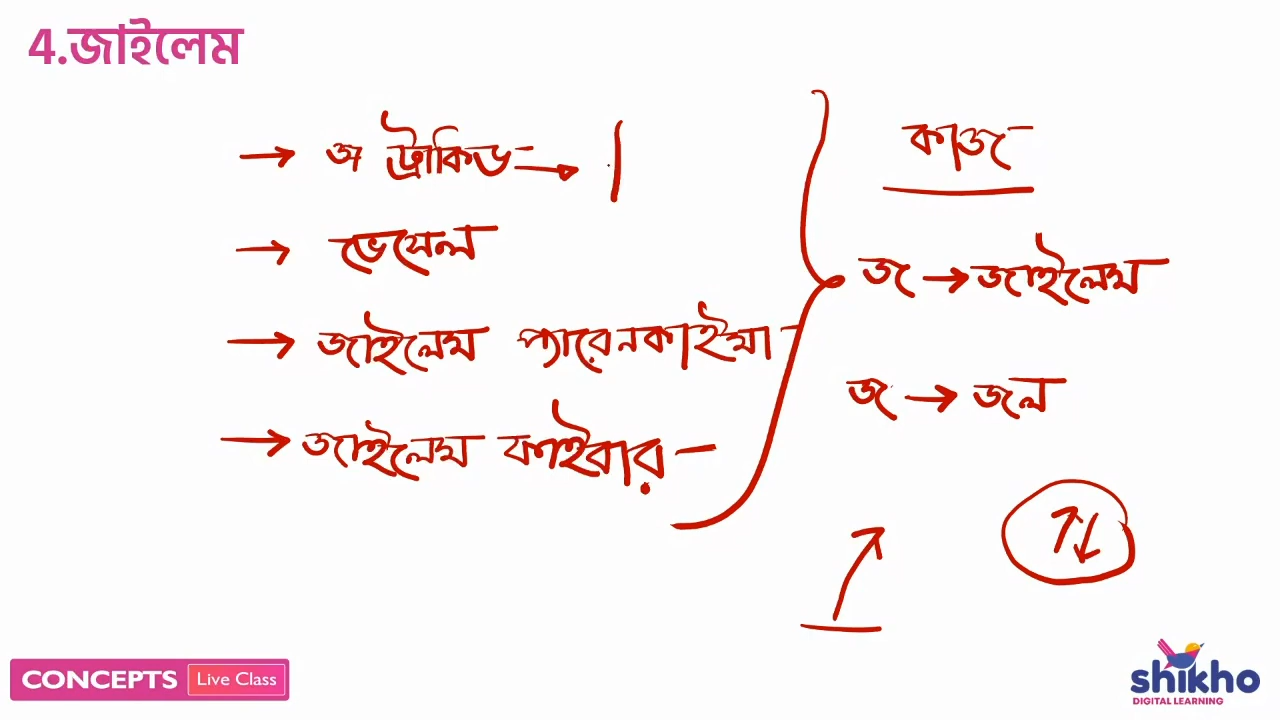 4.জাইলেম
→ অ ট্রাকিড →
→ ভেসেল
→ জাইলেম প্যারেনকাইমা
→ জাইলেম ফাইবার
কাজ
জ → জাইলেম
জ → জল
CONCEPTS Live Class
shikho
DIGITAL LEARNING